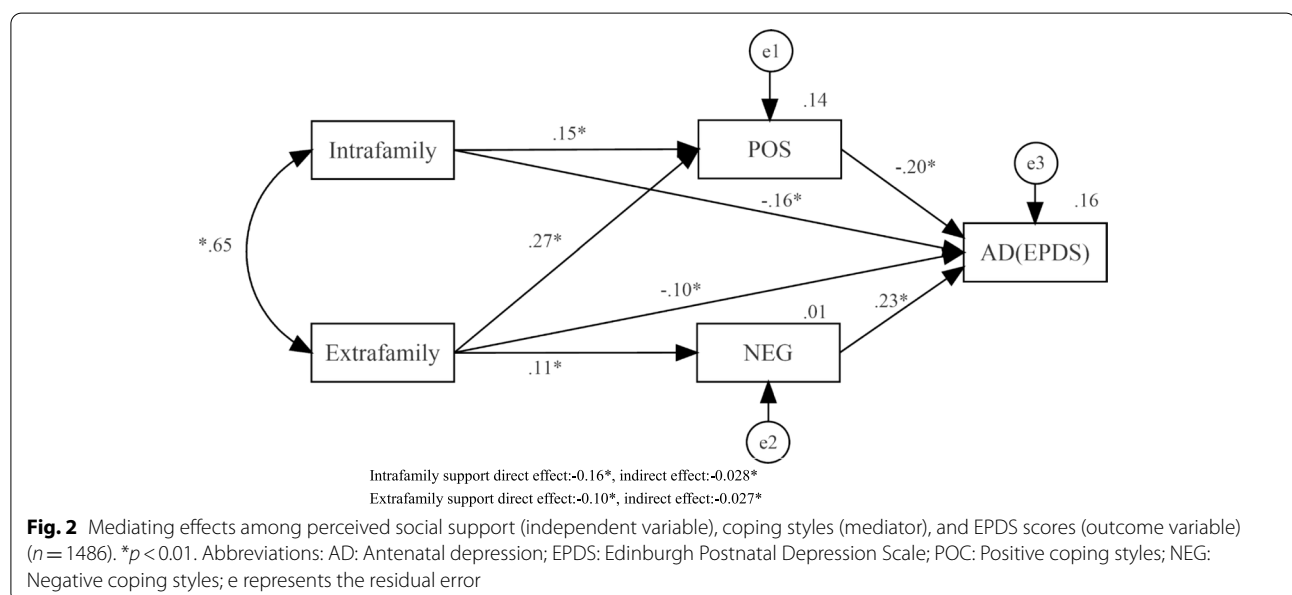 e1
.14
Intrafamily
.15*
POS
-.20*
e3
.16
-.16*
*.65
.27*
AD(EPDS)
-.10*
.23*
.01
Extrafamily
.11*
NEG
e2
Intrafamily support direct effect:-0.16*, indirect effect:-0.028*
Extrafamily support direct effect:-0.10*, indirect effect:-0.027*
Fig. 2 Mediating effects among perceived social support (independent variable), coping styles (mediator), and EPDS scores (outcome variable)
(n = 1486). *p < 0.01. Abbreviations: AD: Antenatal depression; EPDS: Edinburgh Postnatal Depression Scale; POC: Positive coping styles; NEG:
Negative coping styles; e represents the residual error